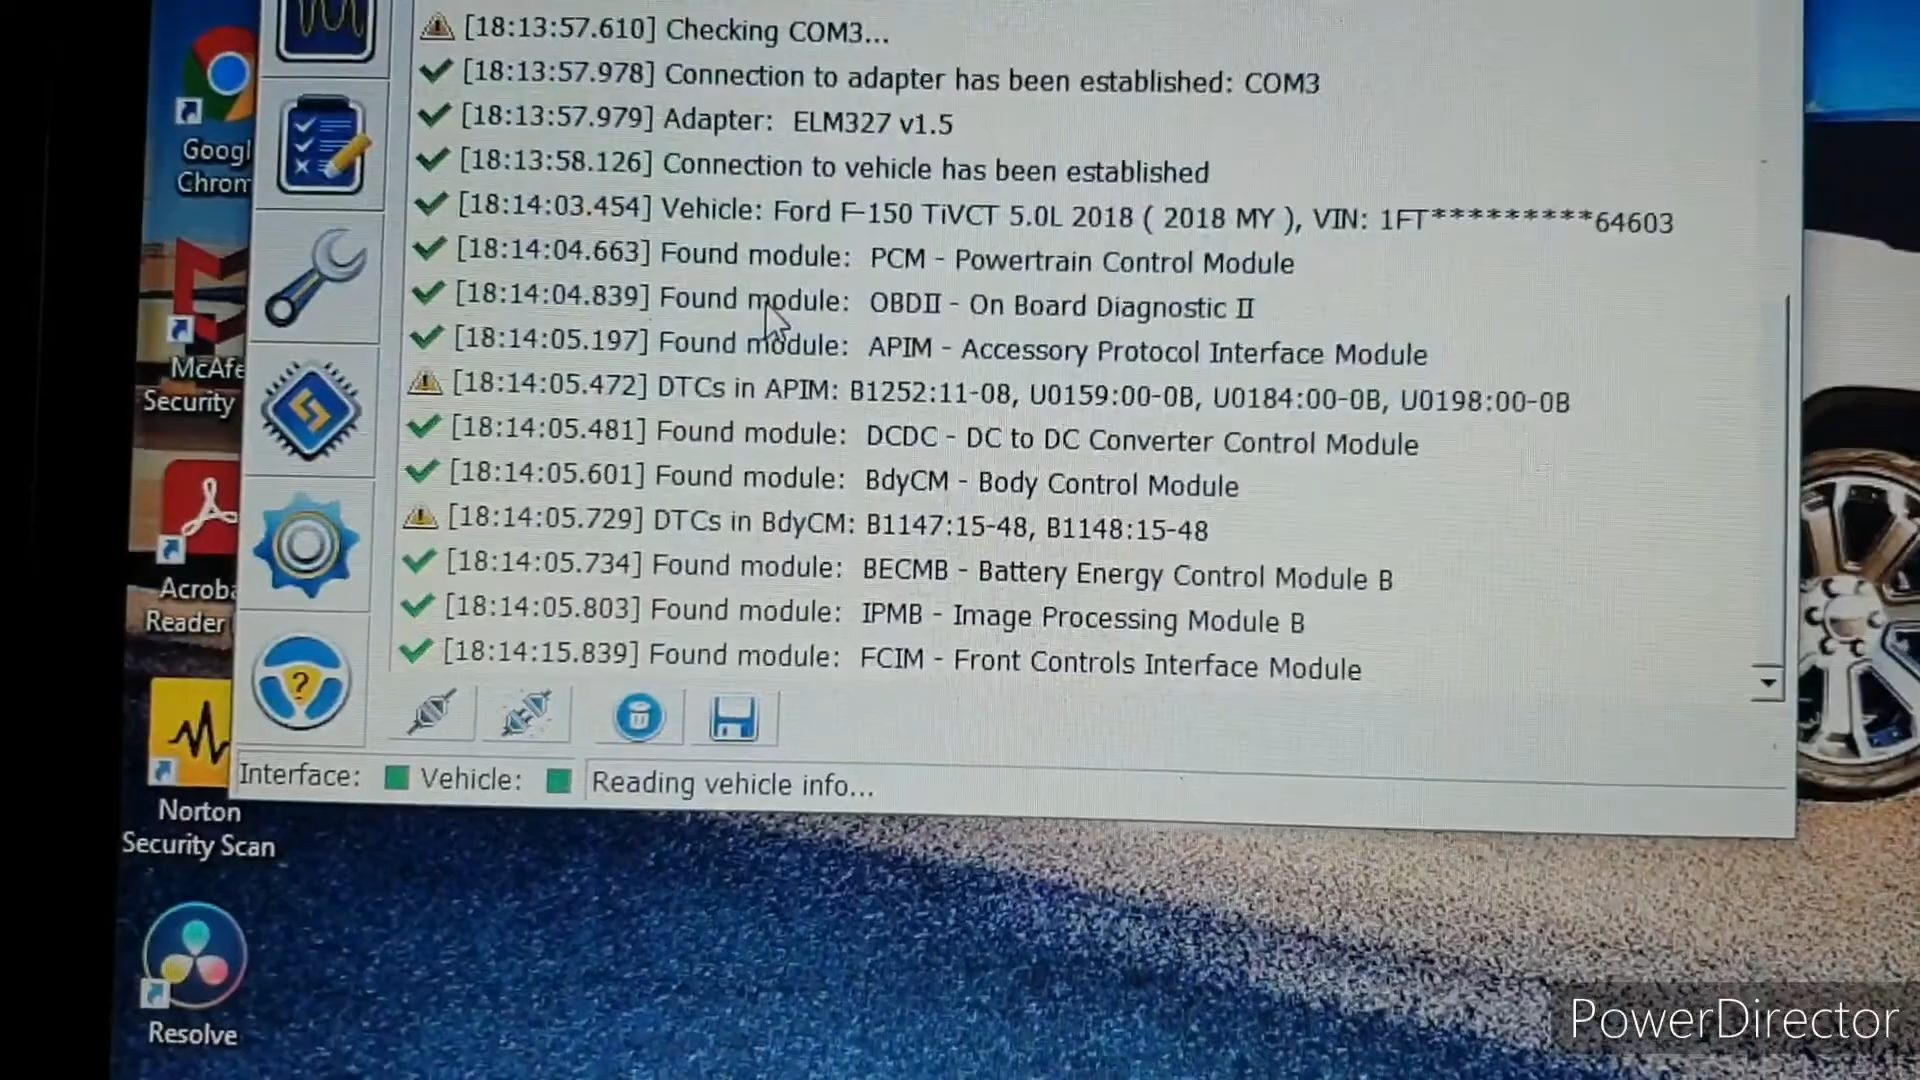 [18:13:57.610] Checking COM3...
[18:13:57.978] Connection to adapter has been established: COM3
[18:13:57.979] Adapter: ELM327 v1.5
[18:13:58.126] Connection to vehicle has been established
[18:14:03.454] Vehicle: Ford F-150 TiVCT 5.0L 2018 ( 2018 MY ), VIN: 1FT*********64603
[18:14:04.663] Found module: PCM - Powertrain Control Module
[18:14:04.839] Found module: OBDII - On Board Diagnostic II
[18:14:05.197] Found module: APIM - Accessory Protocol Interface Module
[18:14:05.472] DTCs in APIM: B1252:11-08, U0159:00-0B, U0184:00-0B, U0198:00-0B
[18:14:05.481] Found module: DCDC - DC to DC Converter Control Module
[18:14:05.601] Found module: BdyCM - Body Control Module
[18:14:05.729] DTCs in BdyCM: B1147:15-48, B1148:15-48
[18:14:05.734] Found module: BECMB - Battery Energy Control Module B
[18:14:05.803] Found module: IPMB - Image Processing Module B
[18:14:15.839] Found module: FCIM - Front Controls Interface Module
Interface: Vehicle: Reading vehicle info...
Googl
Chrom
McAfe
Security
Acroba
Reader
Norton
Security Scan
Resolve
?
PowerDirector